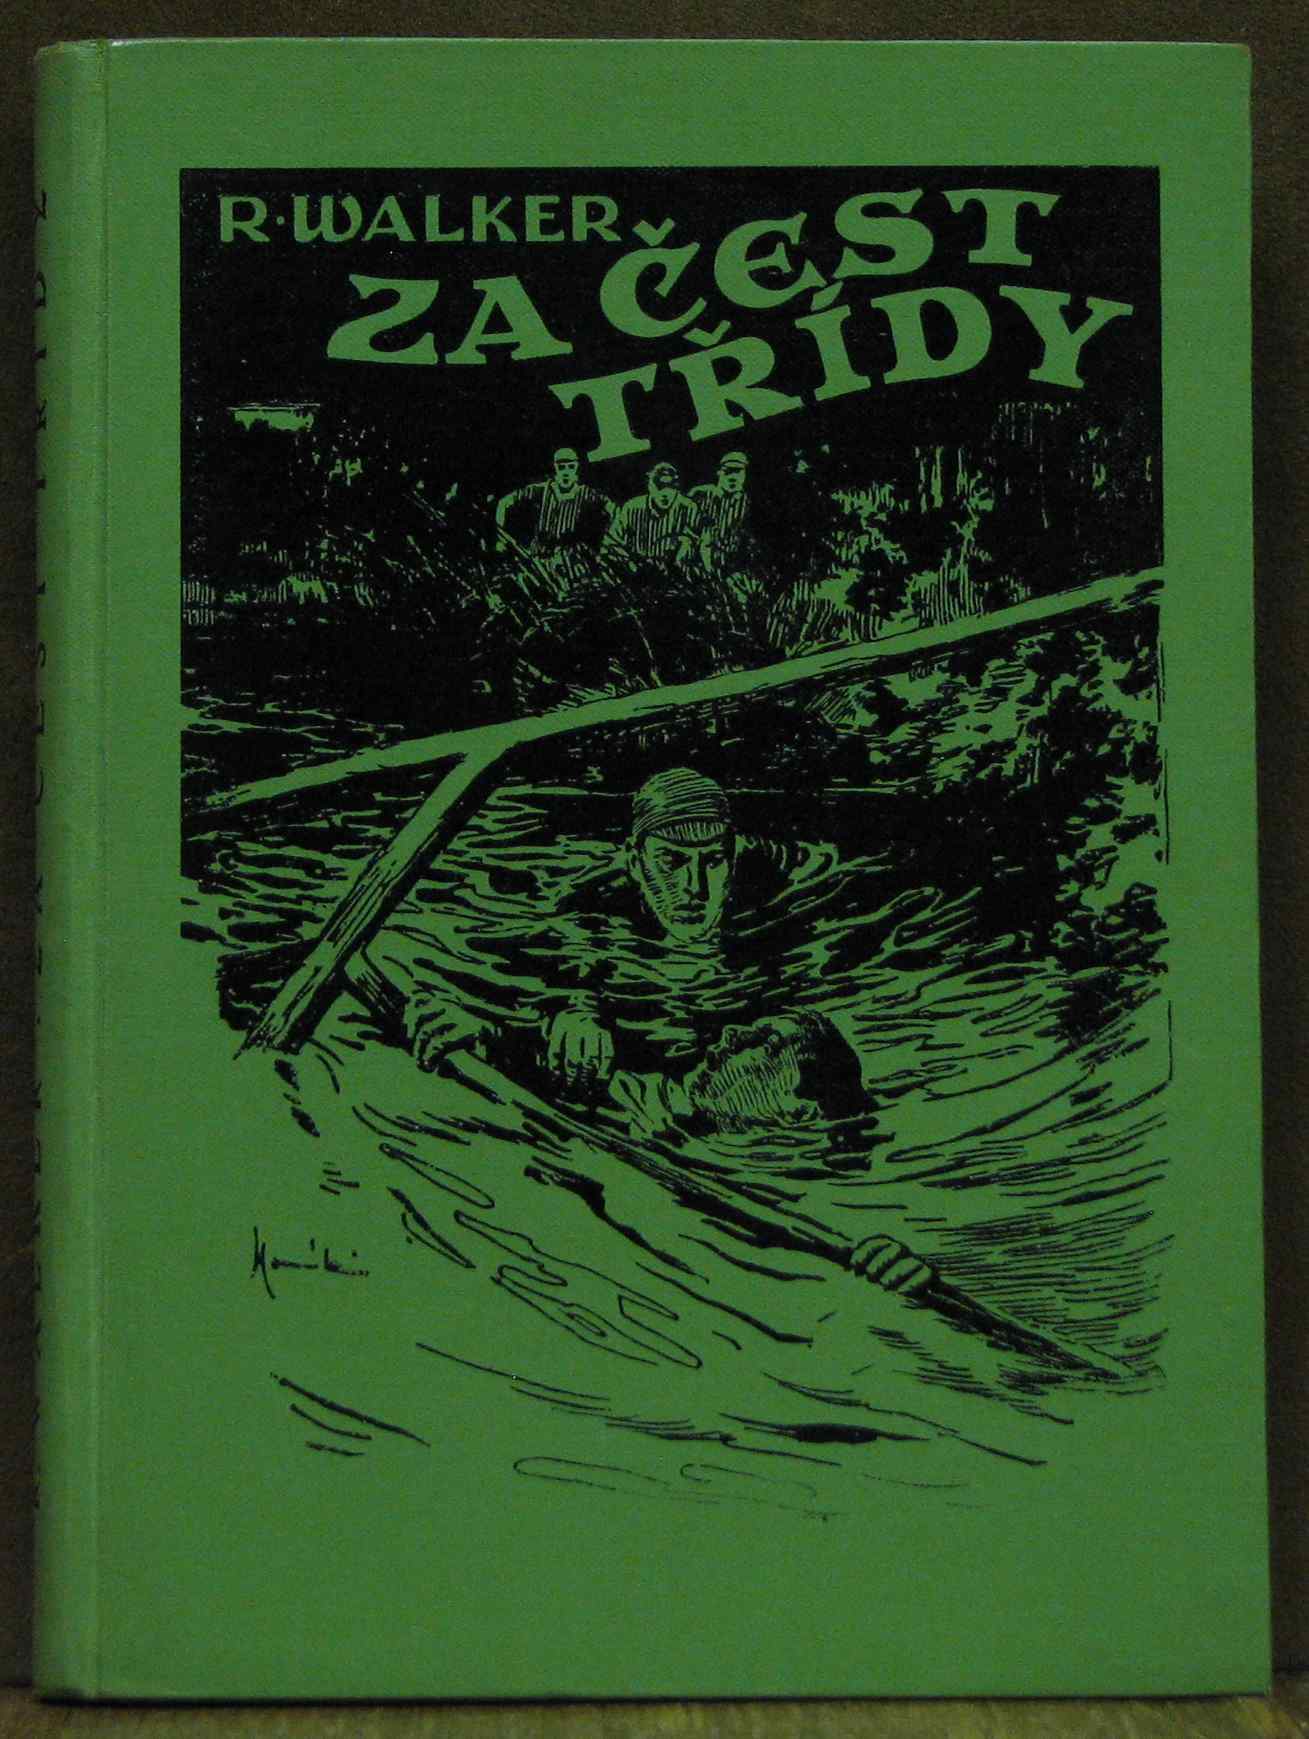 R·WALKER
ZA ČEST
TŘÍDY